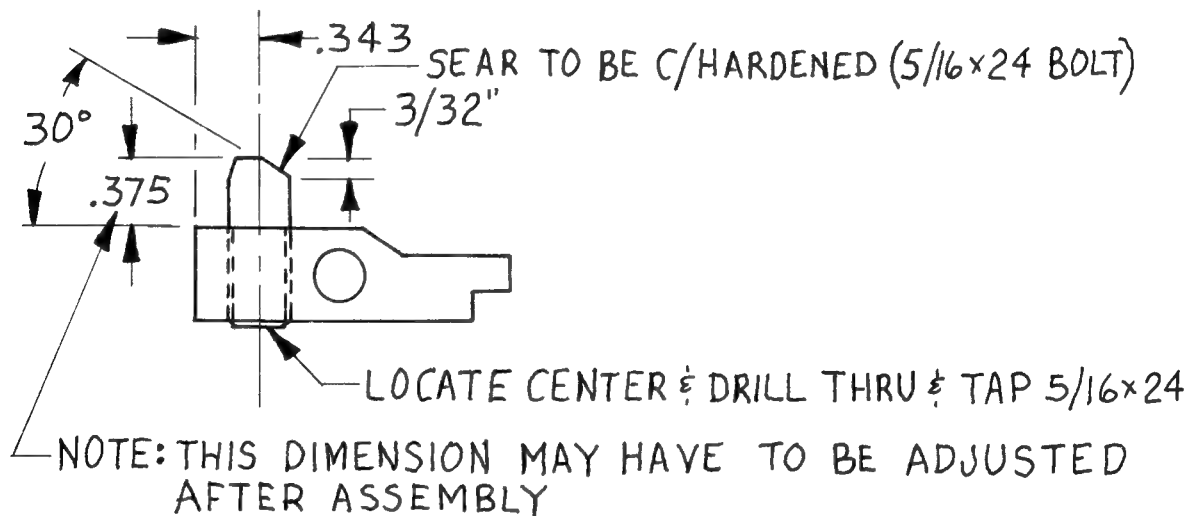 .343
SEAR TO BE C/HARDENED (5/16×24 BOLT)
3/32"
30°
.375
LOCATE CENTER & DRILL THRU & TAP 5/16×24
NOTE: THIS DIMENSION MAY HAVE TO BE ADJUSTED
AFTER ASSEMBLY